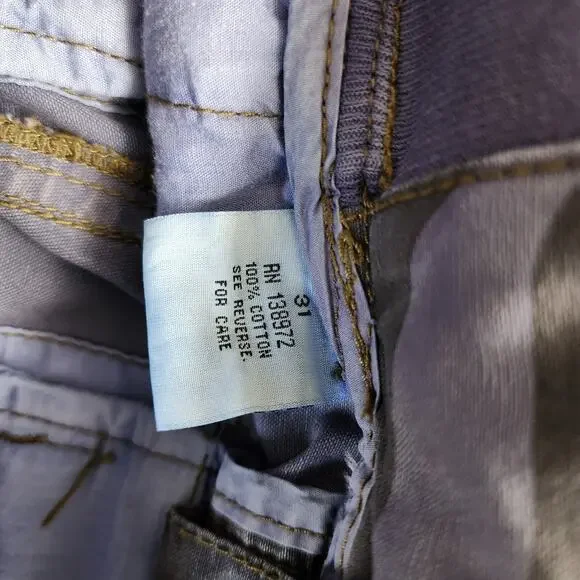 31
RN 138972
100% COTTON
SEE REVERSE.
FOR CARE